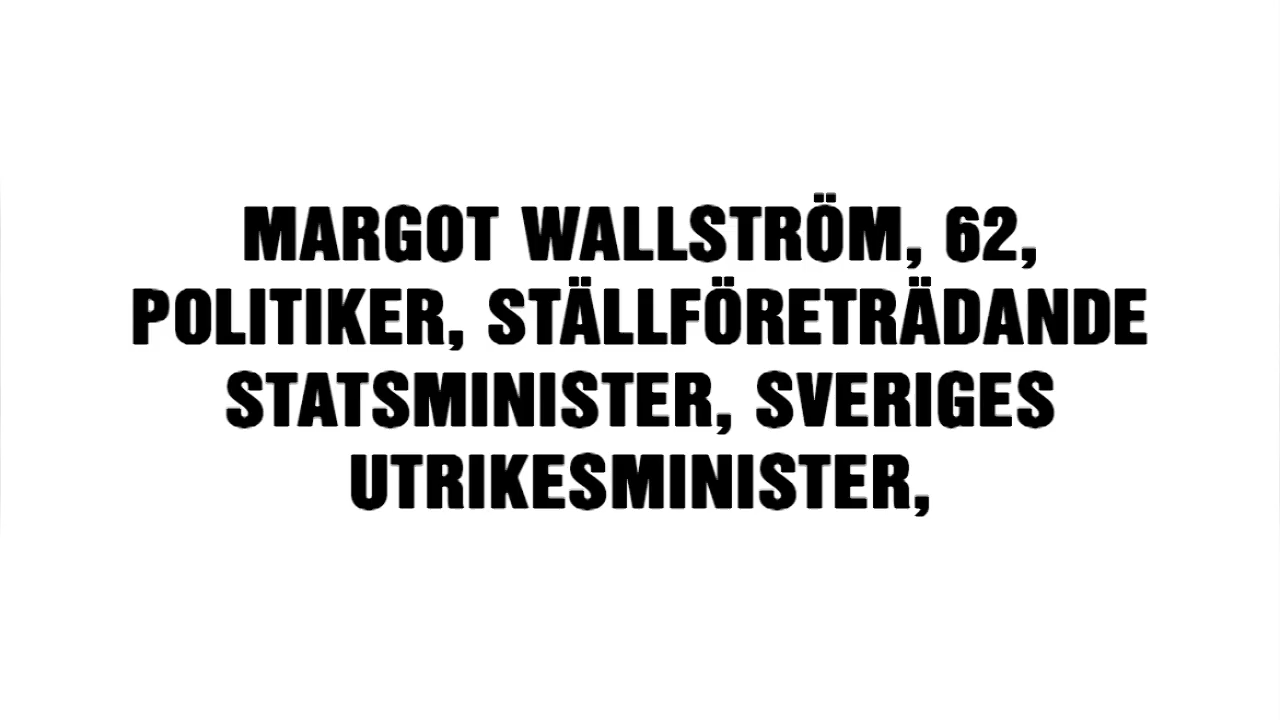 MARGOT WALLSTRÖM, 62,
POLITIKER, STÄLLFÖRETRÄDANDE
STATSMINISTER, SVERIGES
UTRIKESMINISTER,